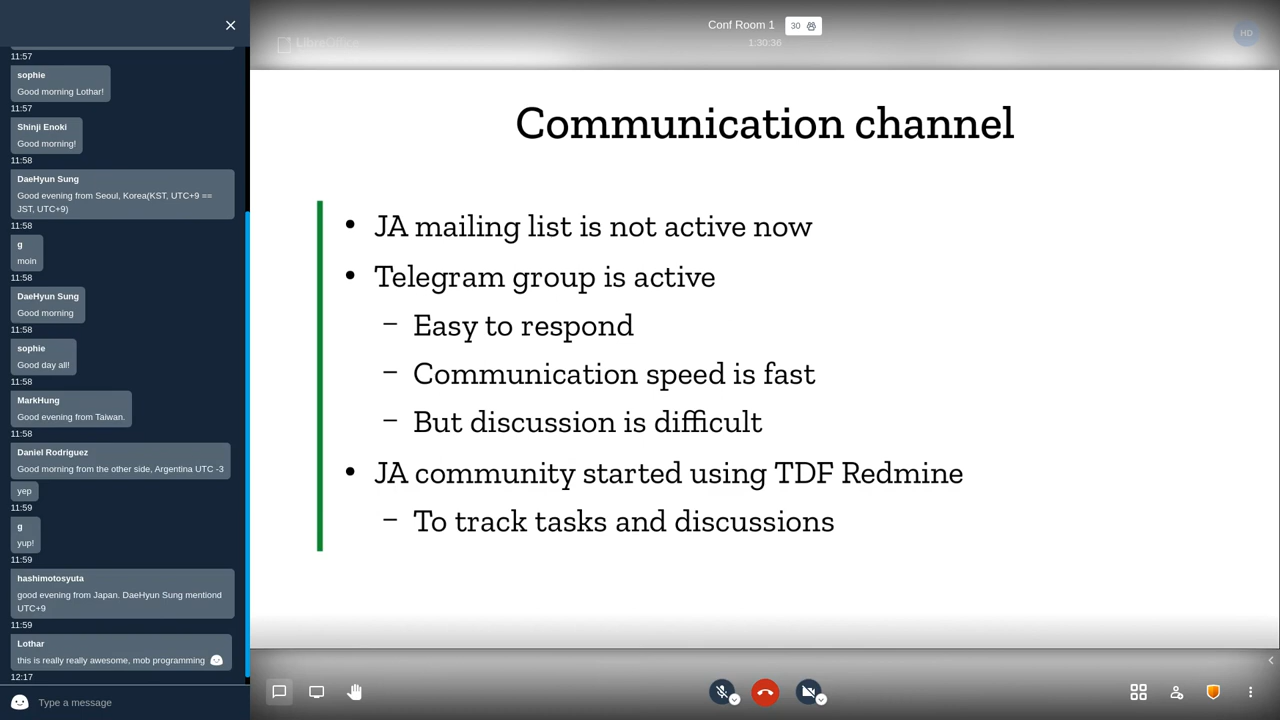 11:57
sophie
Good morning Lothar!
11:57
Shinji Enoki
Good morning!
11:58
DaeHyun Sung
Good evening from Seoul, Korea(KST, UTC+9 ==
JST, UTC+9)
11:58
g
moin
11:58
DaeHyun Sung
Good morning
11:58
sophie
Good day all!
11:58
MarkHung
Good evening from Taiwan.
11:58
Daniel Rodriguez
Good morning from the other side, Argentina UTC -3
yep
11:59
g
yup!
11:59
hashimotosyuta
good evening from Japan. DaeHyun Sung mentiond
UTC+9
11:59
Lothar
this is really really awesome, mob programming
12:17
Type a message
LibreOffice
Conf Room 1
30
1:30:36
HD
Communication channel
• JA mailing list is not active now
• Telegram group is active
– Easy to respond
– Communication speed is fast
– But discussion is difficult
• JA community started using TDF Redmine
– To track tasks and discussions